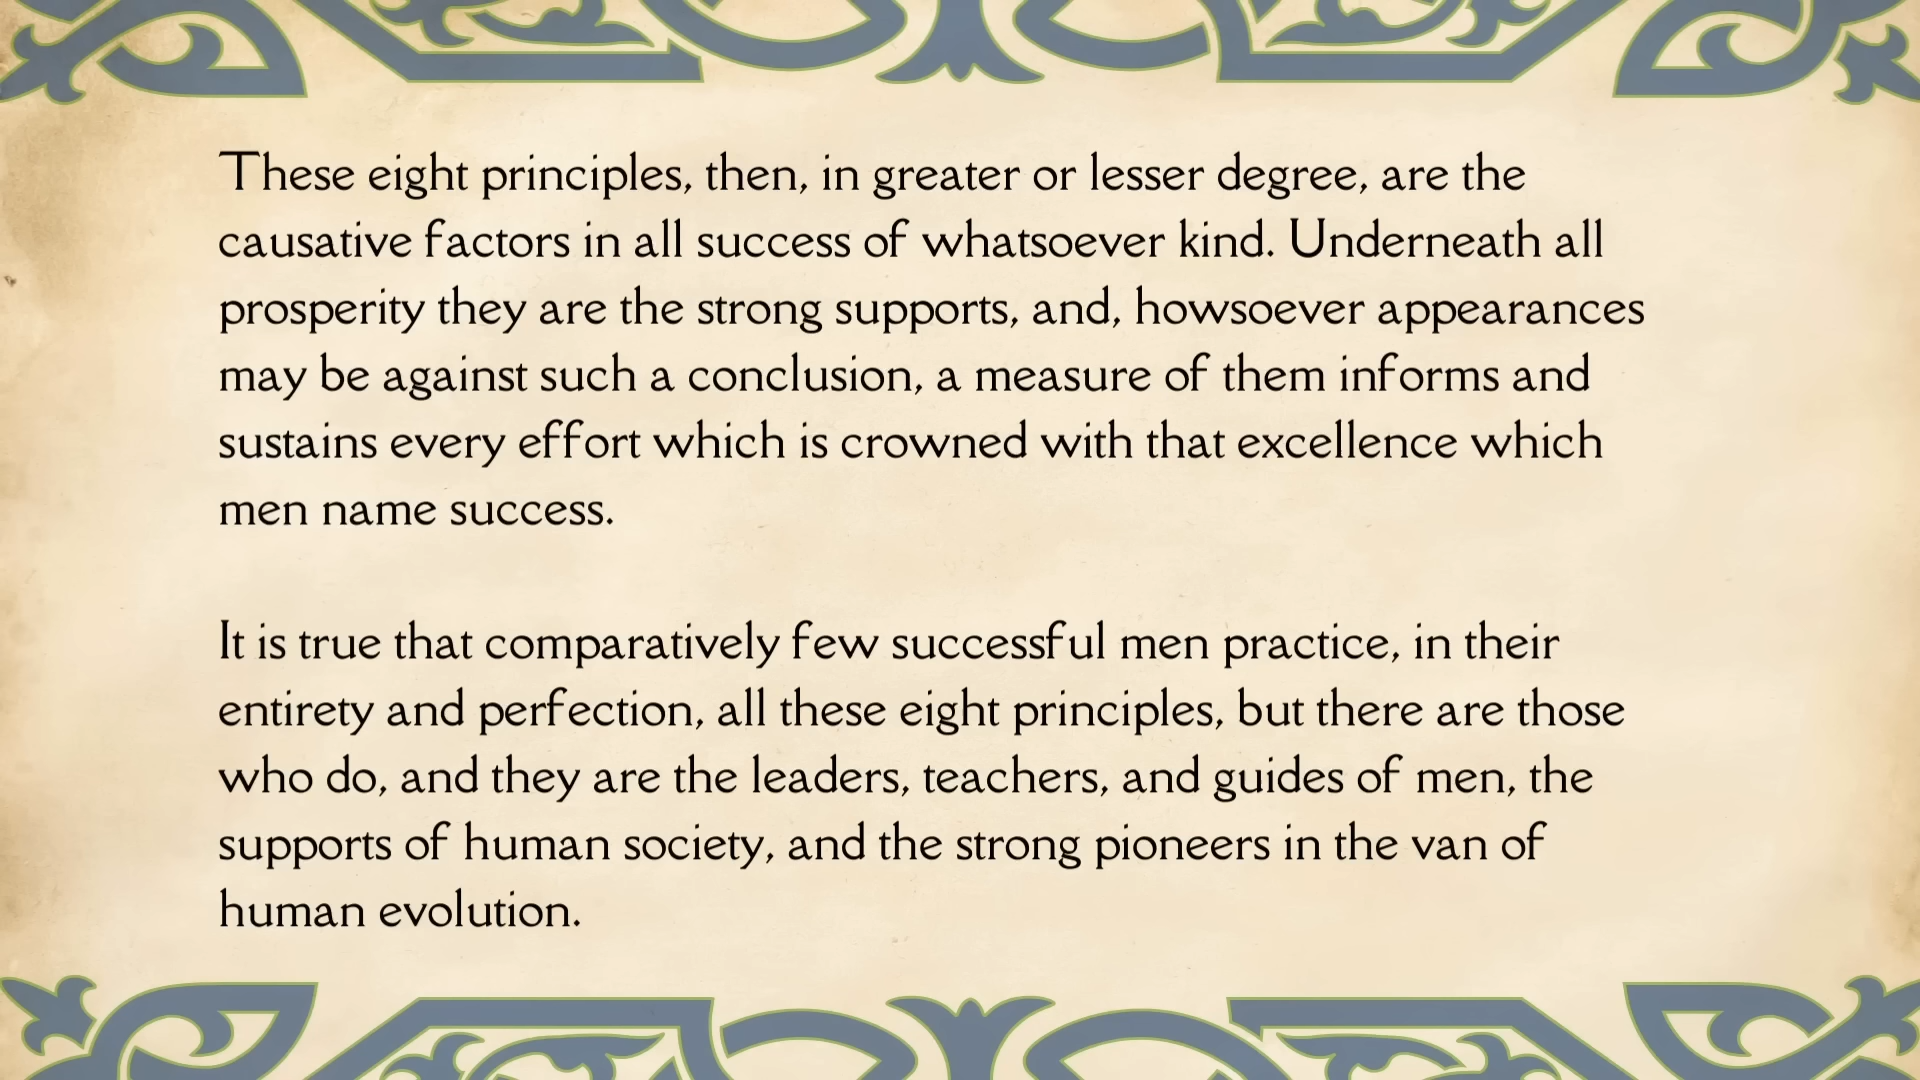 These eight principles, then, in greater or lesser degree, are the
causative factors in all success of whatsoever kind. Underneath all
prosperity they are the strong supports, and, howsoever appearances
may be against such a conclusion, a measure of them informs and
sustains every effort which is crowned with that excellence which
men name success.
It is true that comparatively few successful men practice, in their
entirety and perfection, all these eight principles, but there are those
who do, and they are the leaders, teachers, and guides of men, the
supports of human society, and the strong pioneers in the van of
human evolution.